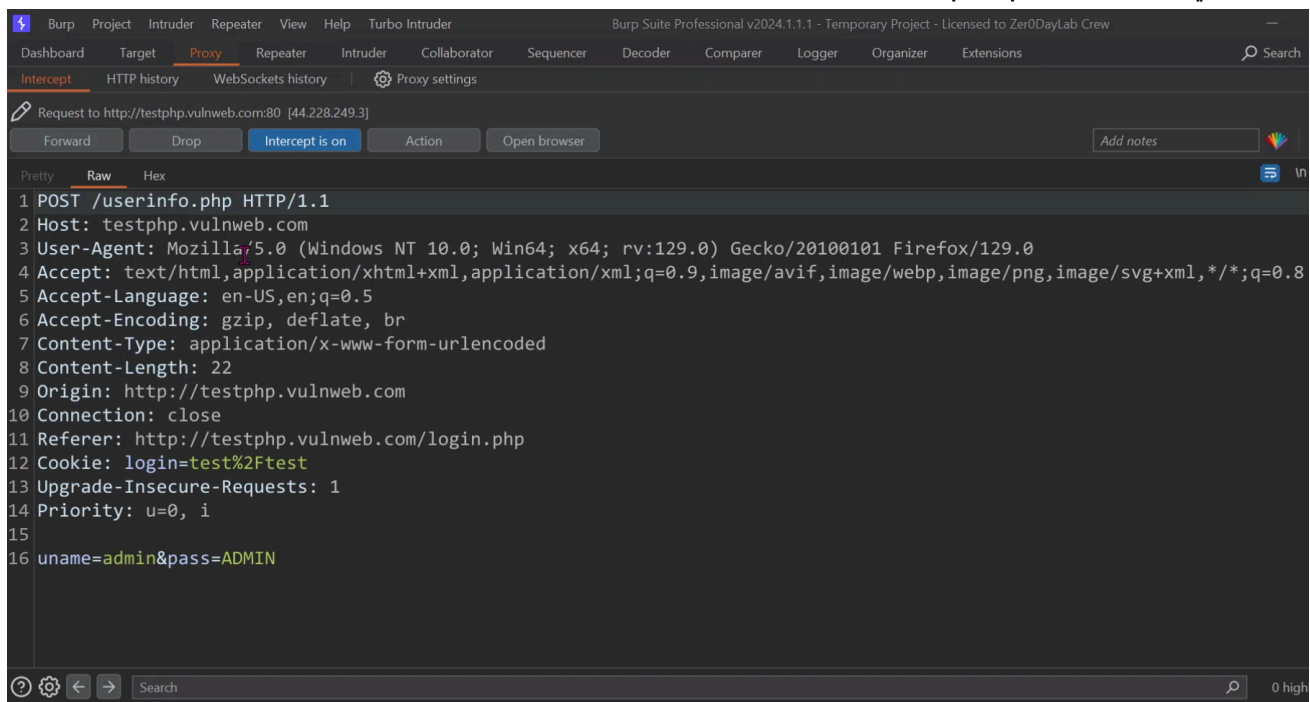 Burp Project Intruder Repeater View Help Turbo Intruder Burp Suite Professional v2024.1.1.1 - Temporary Project - Licensed to Zer0DayLab Crew
Dashboard Target Proxy Repeater Intruder Collaborator Sequencer Decoder Comparer Logger Organizer Extensions Search
Intercept HTTP history WebSockets history Proxy settings
Request to http://testphp.vulnweb.com:80 [44.228.249.3]
Forward Drop Intercept is on Action Open browser Add notes
Pretty Raw Hex \n
1 POST /userinfo.php HTTP/1.1
2 Host: testphp.vulnweb.com
3 User-Agent: Mozilla/5.0 (Windows NT 10.0; Win64; x64; rv:129.0) Gecko/20100101 Firefox/129.0
4 Accept: text/html,application/xhtml+xml,application/xml;q=0.9,image/avif,image/webp,image/png,image/svg+xml,*/*;q=0.8
5 Accept-Language: en-US,en;q=0.5
6 Accept-Encoding: gzip, deflate, br
7 Content-Type: application/x-www-form-urlencoded
8 Content-Length: 22
9 Origin: http://testphp.vulnweb.com
10 Connection: close
11 Referer: http://testphp.vulnweb.com/login.php
12 Cookie: login=test%2Ftest
13 Upgrade-Insecure-Requests: 1
14 Priority: u=0, i
15
16 uname=admin&pass=ADMIN
Search 0 high